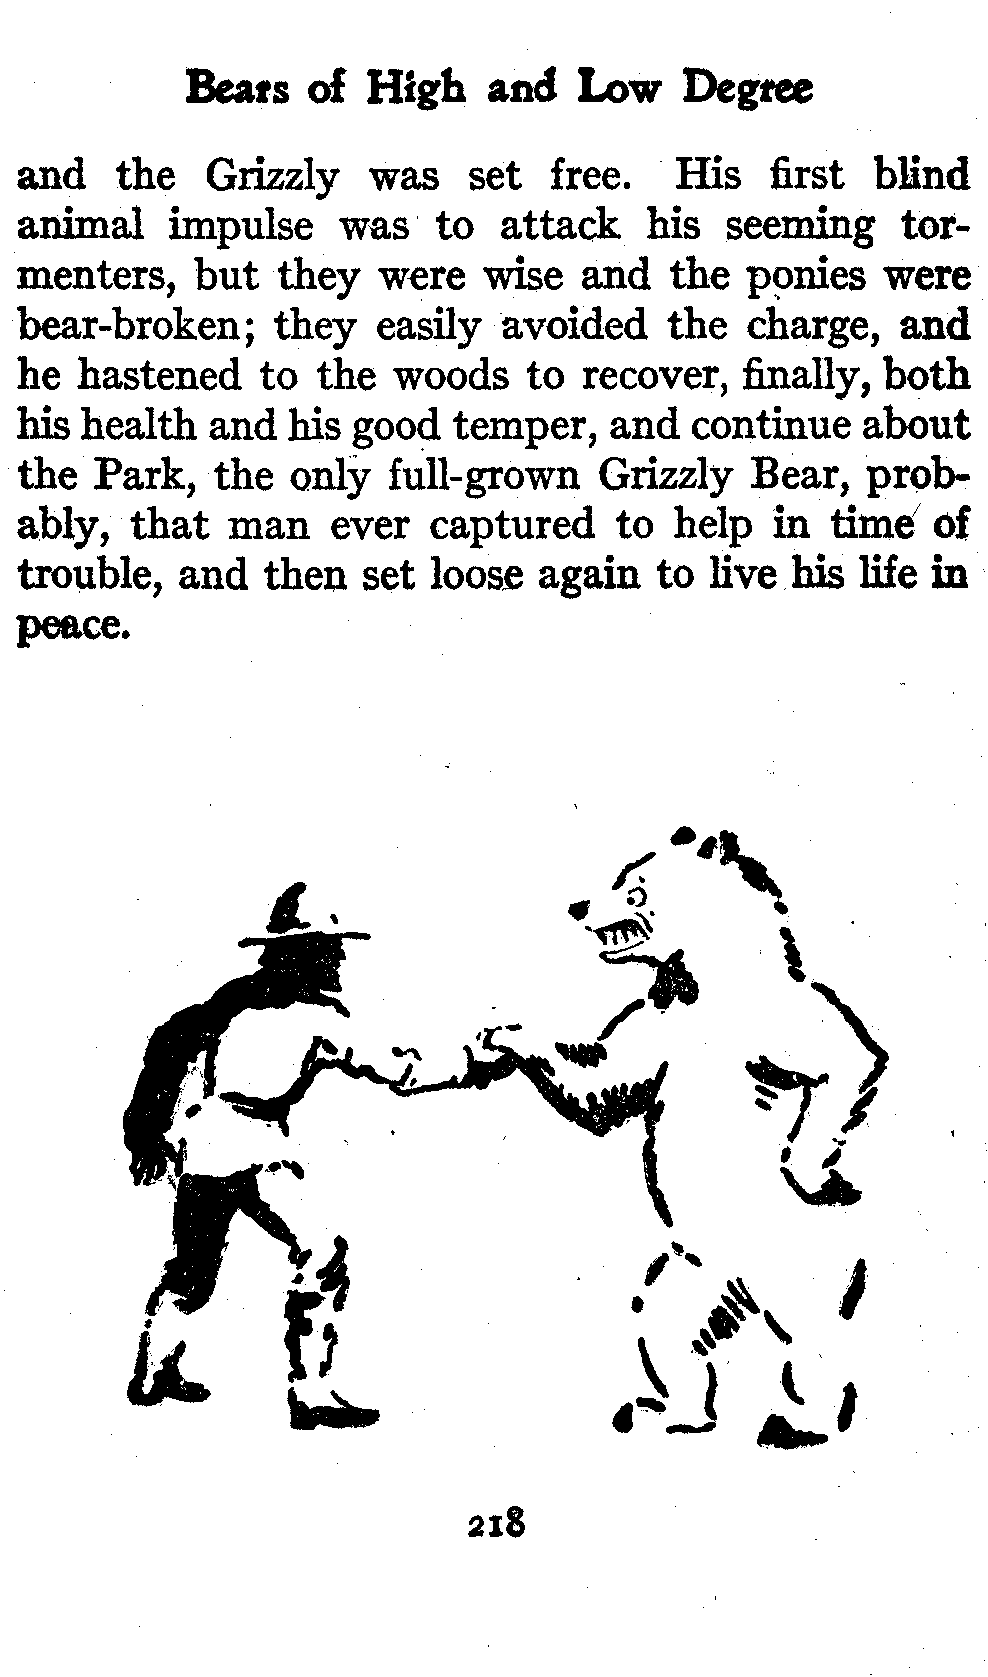 Bears of High and Low Degree
and the Grizzly was set free. His first blind
animal impulse was to attack his seeming tor-
menters, but they were wise and the ponies were
bear-broken; they easily avoided the charge, and
he hastened to the woods to recover, finally, both
his health and his good temper, and continue about
the Park, the only full-grown Grizzly Bear, prob-
ably, that man ever captured to help in time of
trouble, and then set loose again to live his life in
peace.
218